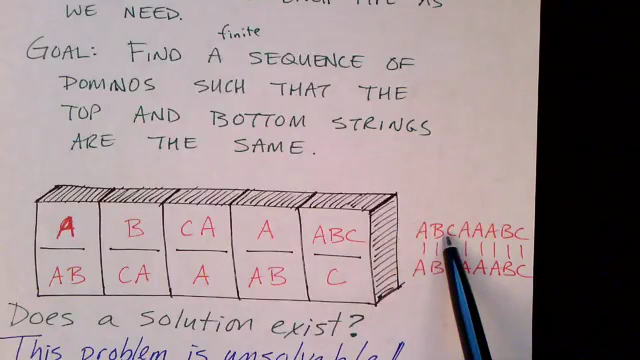 WE NEED.
GOAL: FIND A finite SEQUENCE OF
DOMINOS SUCH THAT THE
TOP AND BOTTOM STRINGS
ARE THE SAME.
A B CA A ABC
AB CA A AB C
ABCAAABC
Does a solution exist?
This problem is unsolvable!